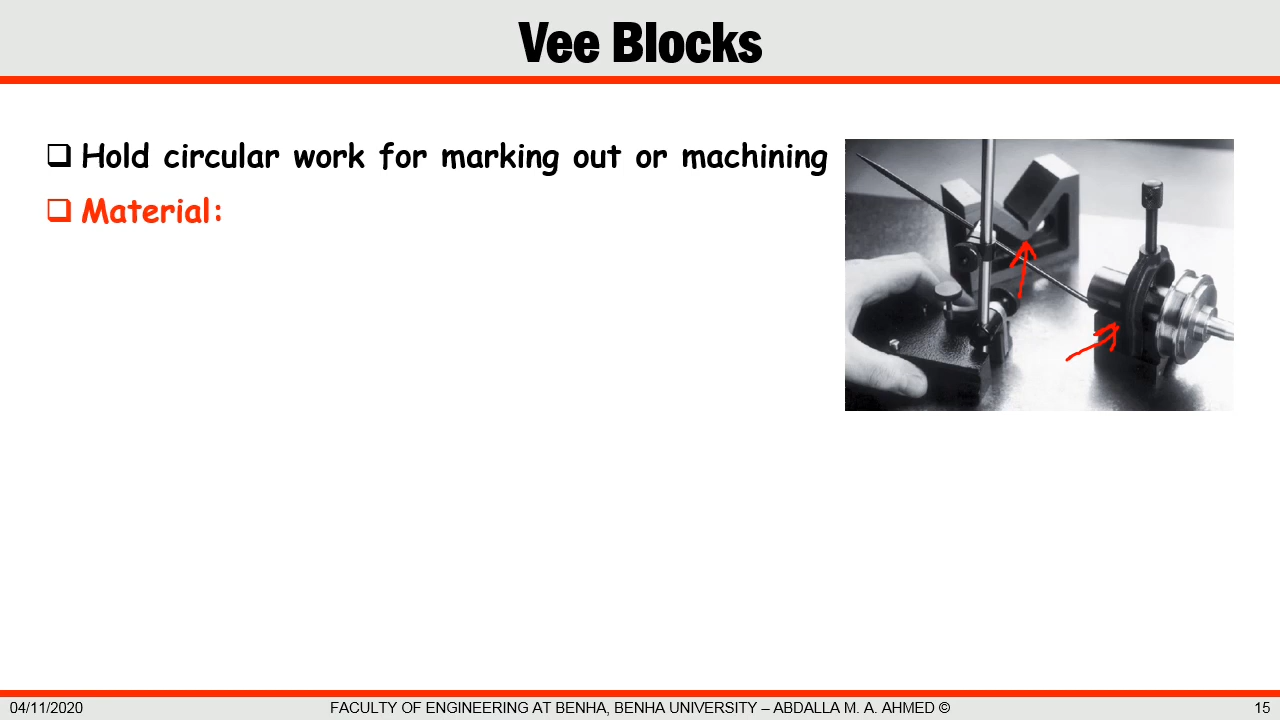 Vee Blocks
Hold circular work for marking out or machining
Material:
04/11/2020
FACULTY OF ENGINEERING AT BENHA, BENHA UNIVERSITY – ABDALLA M. A. AHMED ©
15